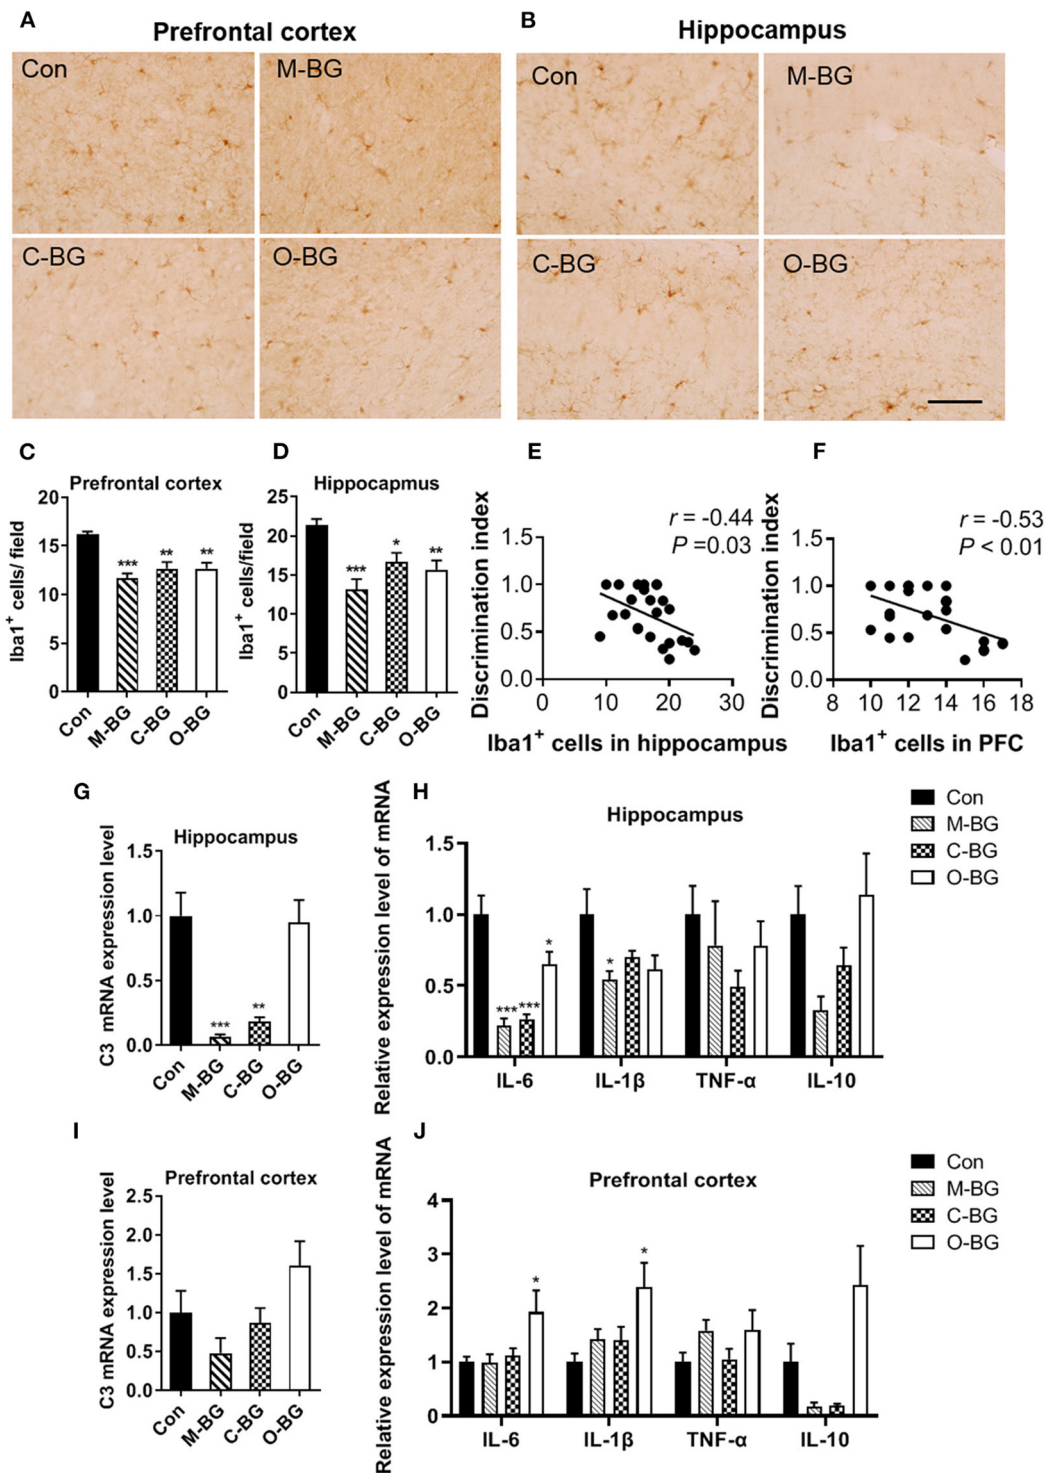 A
Prefrontal cortex
B
Hippocampus
Con
M-BG
Con
M-BG
C-BG
O-BG
C-BG
O-BG
C
D
E
F
Prefrontal cortex
Iba1+ cells/ field
20
15
10
5
0
***
**
**
Con
M-BG
C-BG
O-BG
Hippocapmus
Iba1+ cells/field
25
20
15
10
5
0
***
*
**
Con
M-BG
C-BG
O-BG
r = -0.44
P =0.03
Discrimination index
1.5
1.0
0.5
0.0
0
10
20
30
Iba1+ cells in hippocampus
r = -0.53
P < 0.01
Discrimination index
1.5
1.0
0.5
0.0
8
10
12
14
16
18
Iba1+ cells in PFC
G
Hippocampus
C3 mRNA expression level
1.5
1.0
0.5
0.0
***
**
Con
M-BG
C-BG
O-BG
H
Hippocampus
Relative expression level of mRNA
1.5
1.0
0.5
0.0
***
***
*
*
IL-6
IL-1β
TNF-α
IL-10
Con
M-BG
C-BG
O-BG
I
Prefrontal cortex
C3 mRNA expression level
2.5
2.0
1.5
1.0
0.5
0.0
Con
M-BG
C-BG
O-BG
J
Prefrontal cortex
Relative expression level of mRNA
4
3
2
1
0
*
*
IL-6
IL-1β
TNF-α
IL-10
Con
M-BG
C-BG
O-BG